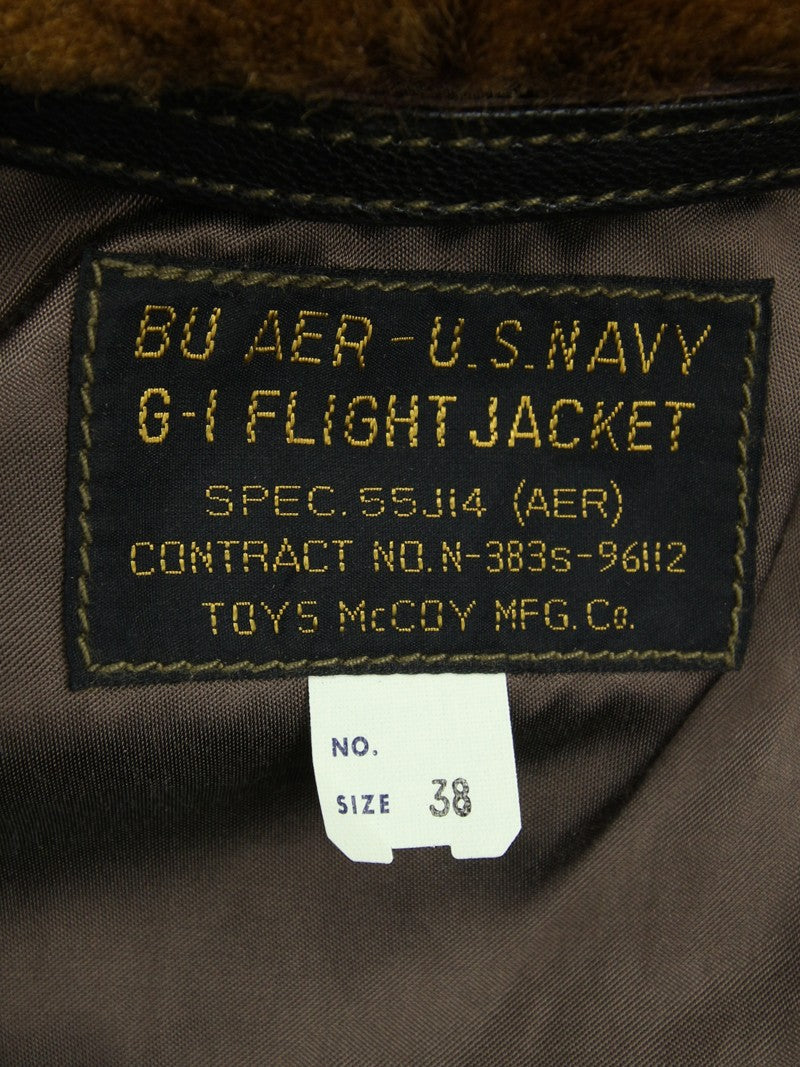 BU AER - U.S. NAVY
G-1 FLIGHT JACKET
SPEC. 55J14 (AER)
CONTRACT NO. N-383s-96112
TOYS McCOY MFG. Co.
NO.
SIZE 38